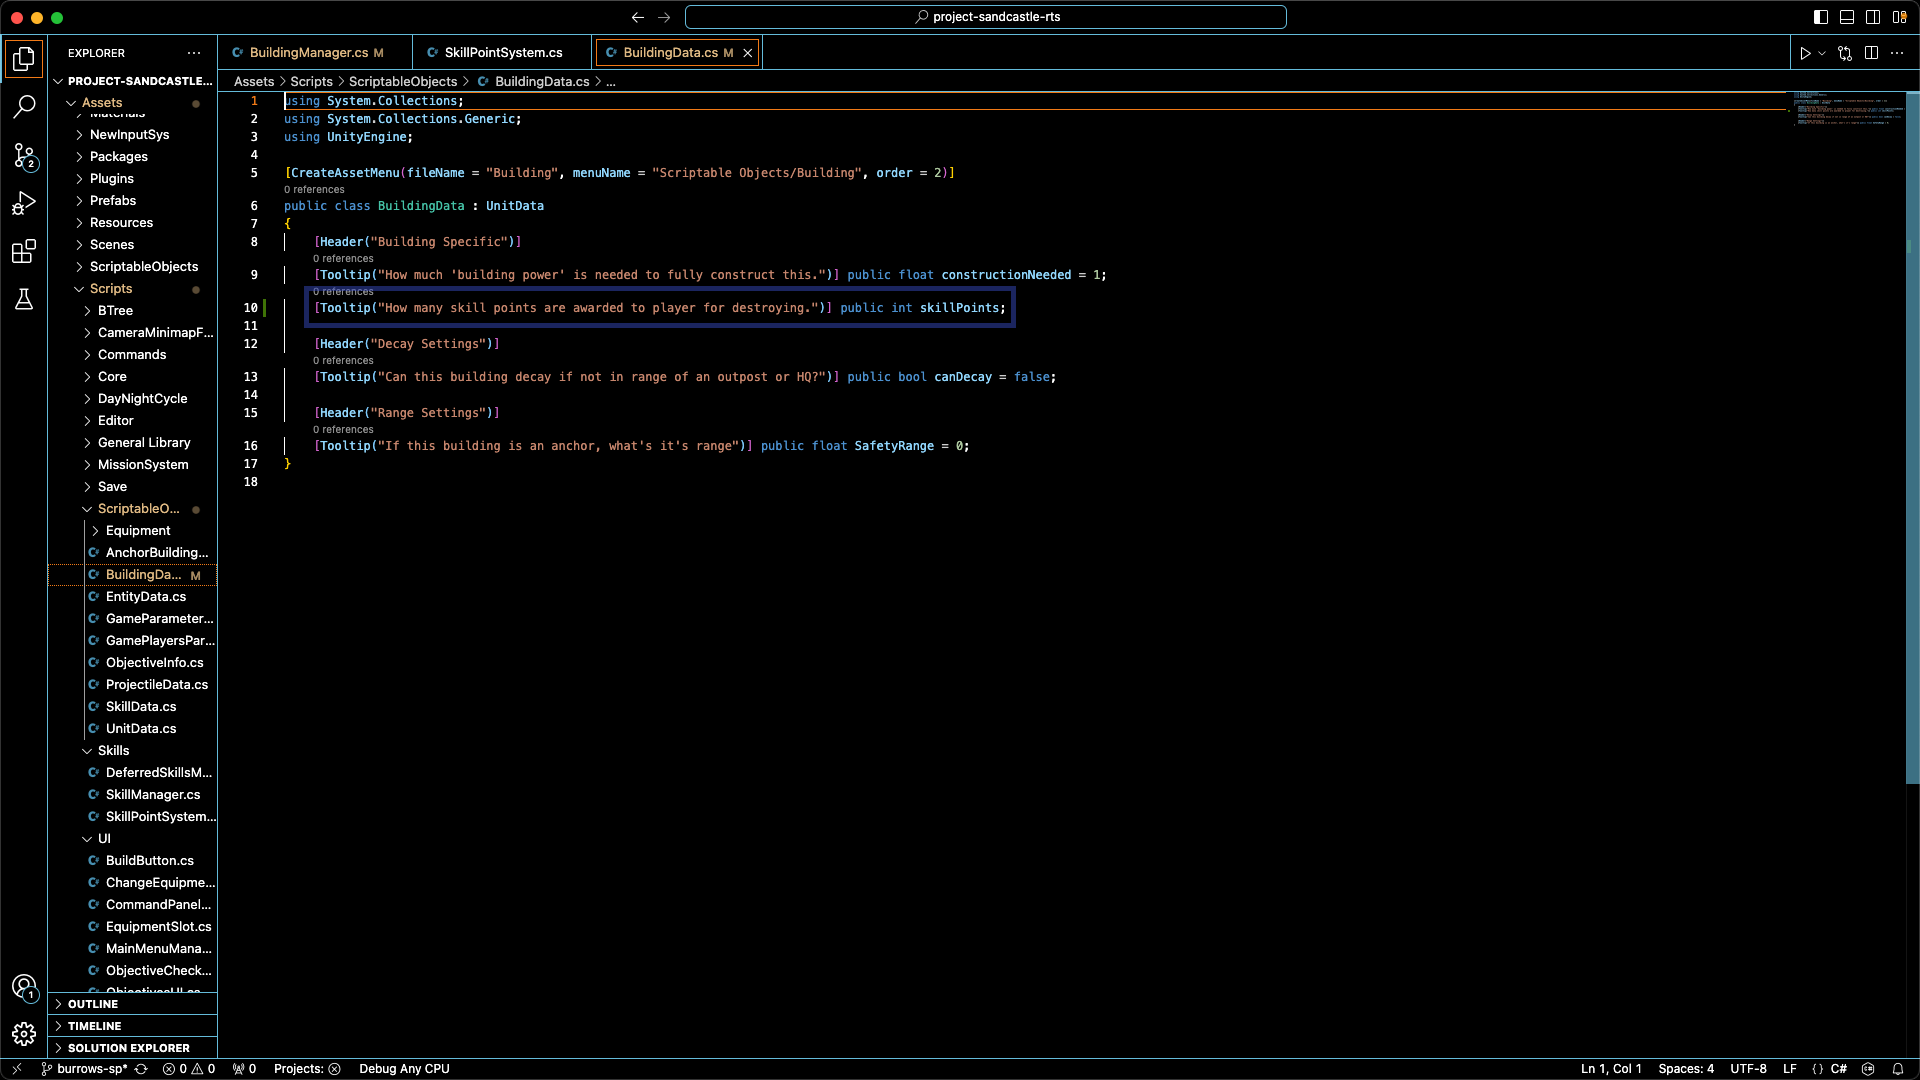 project-sandcastle-rts
EXPLORER
BuildingManager.cs M
SkillPointSystem.cs
BuildingData.cs M
PROJECT-SANDCASTLE...
Assets > Scripts > ScriptableObjects > BuildingData.cs > ...
Assets
Materials
NewInputSys
Packages
Plugins
Prefabs
Resources
Scenes
ScriptableObjects
Scripts
BTree
CameraMinimapF...
Commands
Core
DayNightCycle
Editor
General Library
MissionSystem
Save
ScriptableO...
Equipment
AnchorBuilding...
BuildingDa... M
EntityData.cs
GameParameter...
GamePlayersPar...
ObjectiveInfo.cs
ProjectileData.cs
SkillData.cs
UnitData.cs
Skills
DeferredSkillsM...
SkillManager.cs
SkillPointSystem...
UI
BuildButton.cs
ChangeEquipme...
CommandPanel...
EquipmentSlot.cs
MainMenuMana...
ObjectiveCheck...
ObjectivesUI.cs
OUTLINE
TIMELINE
SOLUTION EXPLORER
2
1
1 using System.Collections;
2 using System.Collections.Generic;
3 using UnityEngine;
4
5 [CreateAssetMenu(fileName = "Building", menuName = "Scriptable Objects/Building", order = 2)]
0 references
6 public class BuildingData : UnitData
7 {
8 [Header("Building Specific")]
0 references
9 [Tooltip("How much 'building power' is needed to fully construct this.")] public float constructionNeeded = 1;
0 references
10 [Tooltip("How many skill points are awarded to player for destroying.")] public int skillPoints;
11
12 [Header("Decay Settings")]
0 references
13 [Tooltip("Can this building decay if not in range of an outpost or HQ?")] public bool canDecay = false;
14
15 [Header("Range Settings")]
0 references
16 [Tooltip("If this building is an anchor, what's it's range")] public float SafetyRange = 0;
17 }
18
burrows-sp* 0 0 0 Projects: Debug Any CPU
Ln 1, Col 1 Spaces: 4 UTF-8 LF {} C#